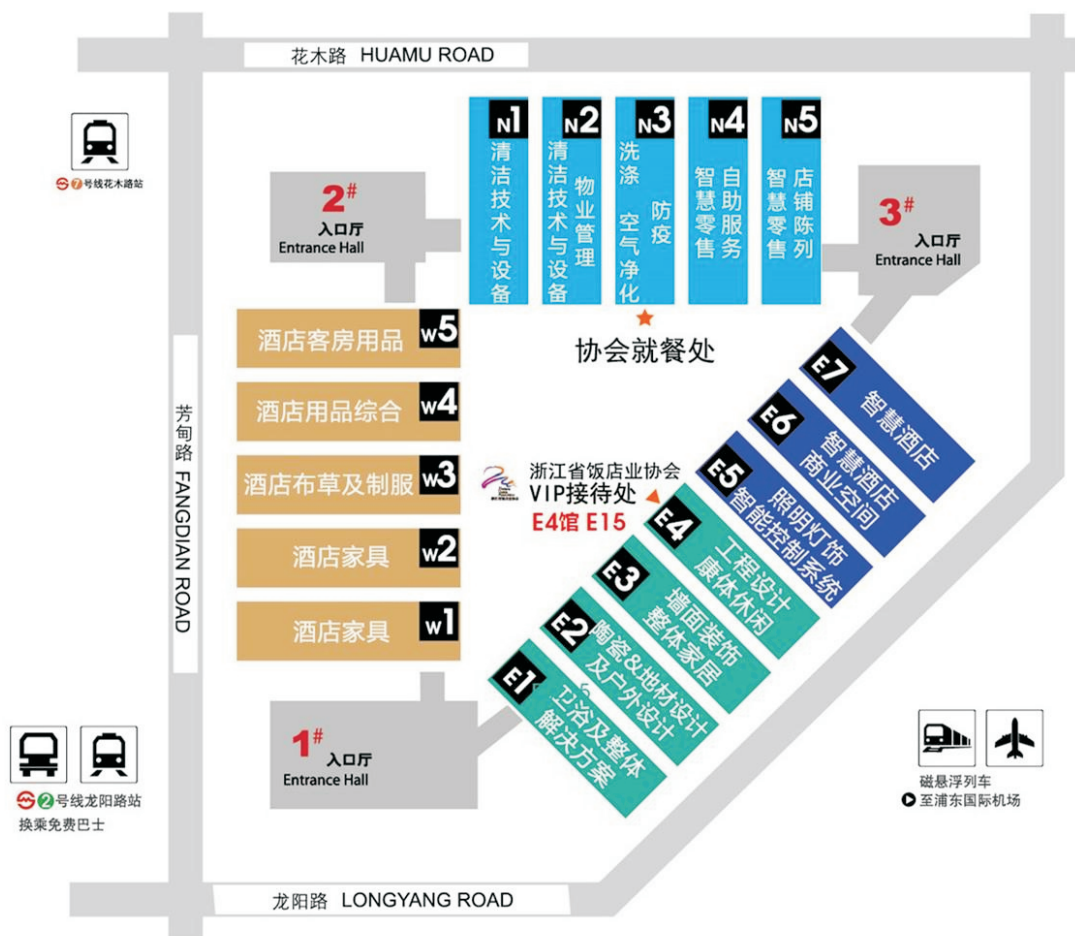 花木路 HUAMU ROAD
7号线花木路站
2#
入口厅
Entrance Hall
N1
清洁技术与设备
N2
物业管理
清洁技术与设备
N3
防疫
洗涤 空气净化
N4
自助服务
智慧零售
N5
店铺陈列
智慧零售
3#
入口厅
Entrance Hall
协会就餐处
W5
酒店客房用品
W4
酒店用品综合
W3
酒店布草及制服
W2
酒店家具
W1
酒店家具
芳甸路 FANGDIAN ROAD
浙江省饭店业协会
VIP接待处
E4馆 E15
E7
智慧酒店
E6
智慧酒店
商业空间
E5
照明灯饰
智能控制系统
E4
工程设计
康体休闲
E3
墙面装饰
整体家居
E2
陶瓷&地材设计
及户外设计
E1
卫浴及整体
解决方案
1#
入口厅
Entrance Hall
2号线龙阳路站
换乘免费巴士
磁悬浮列车
至浦东国际机场
龙阳路 LONGYANG ROAD